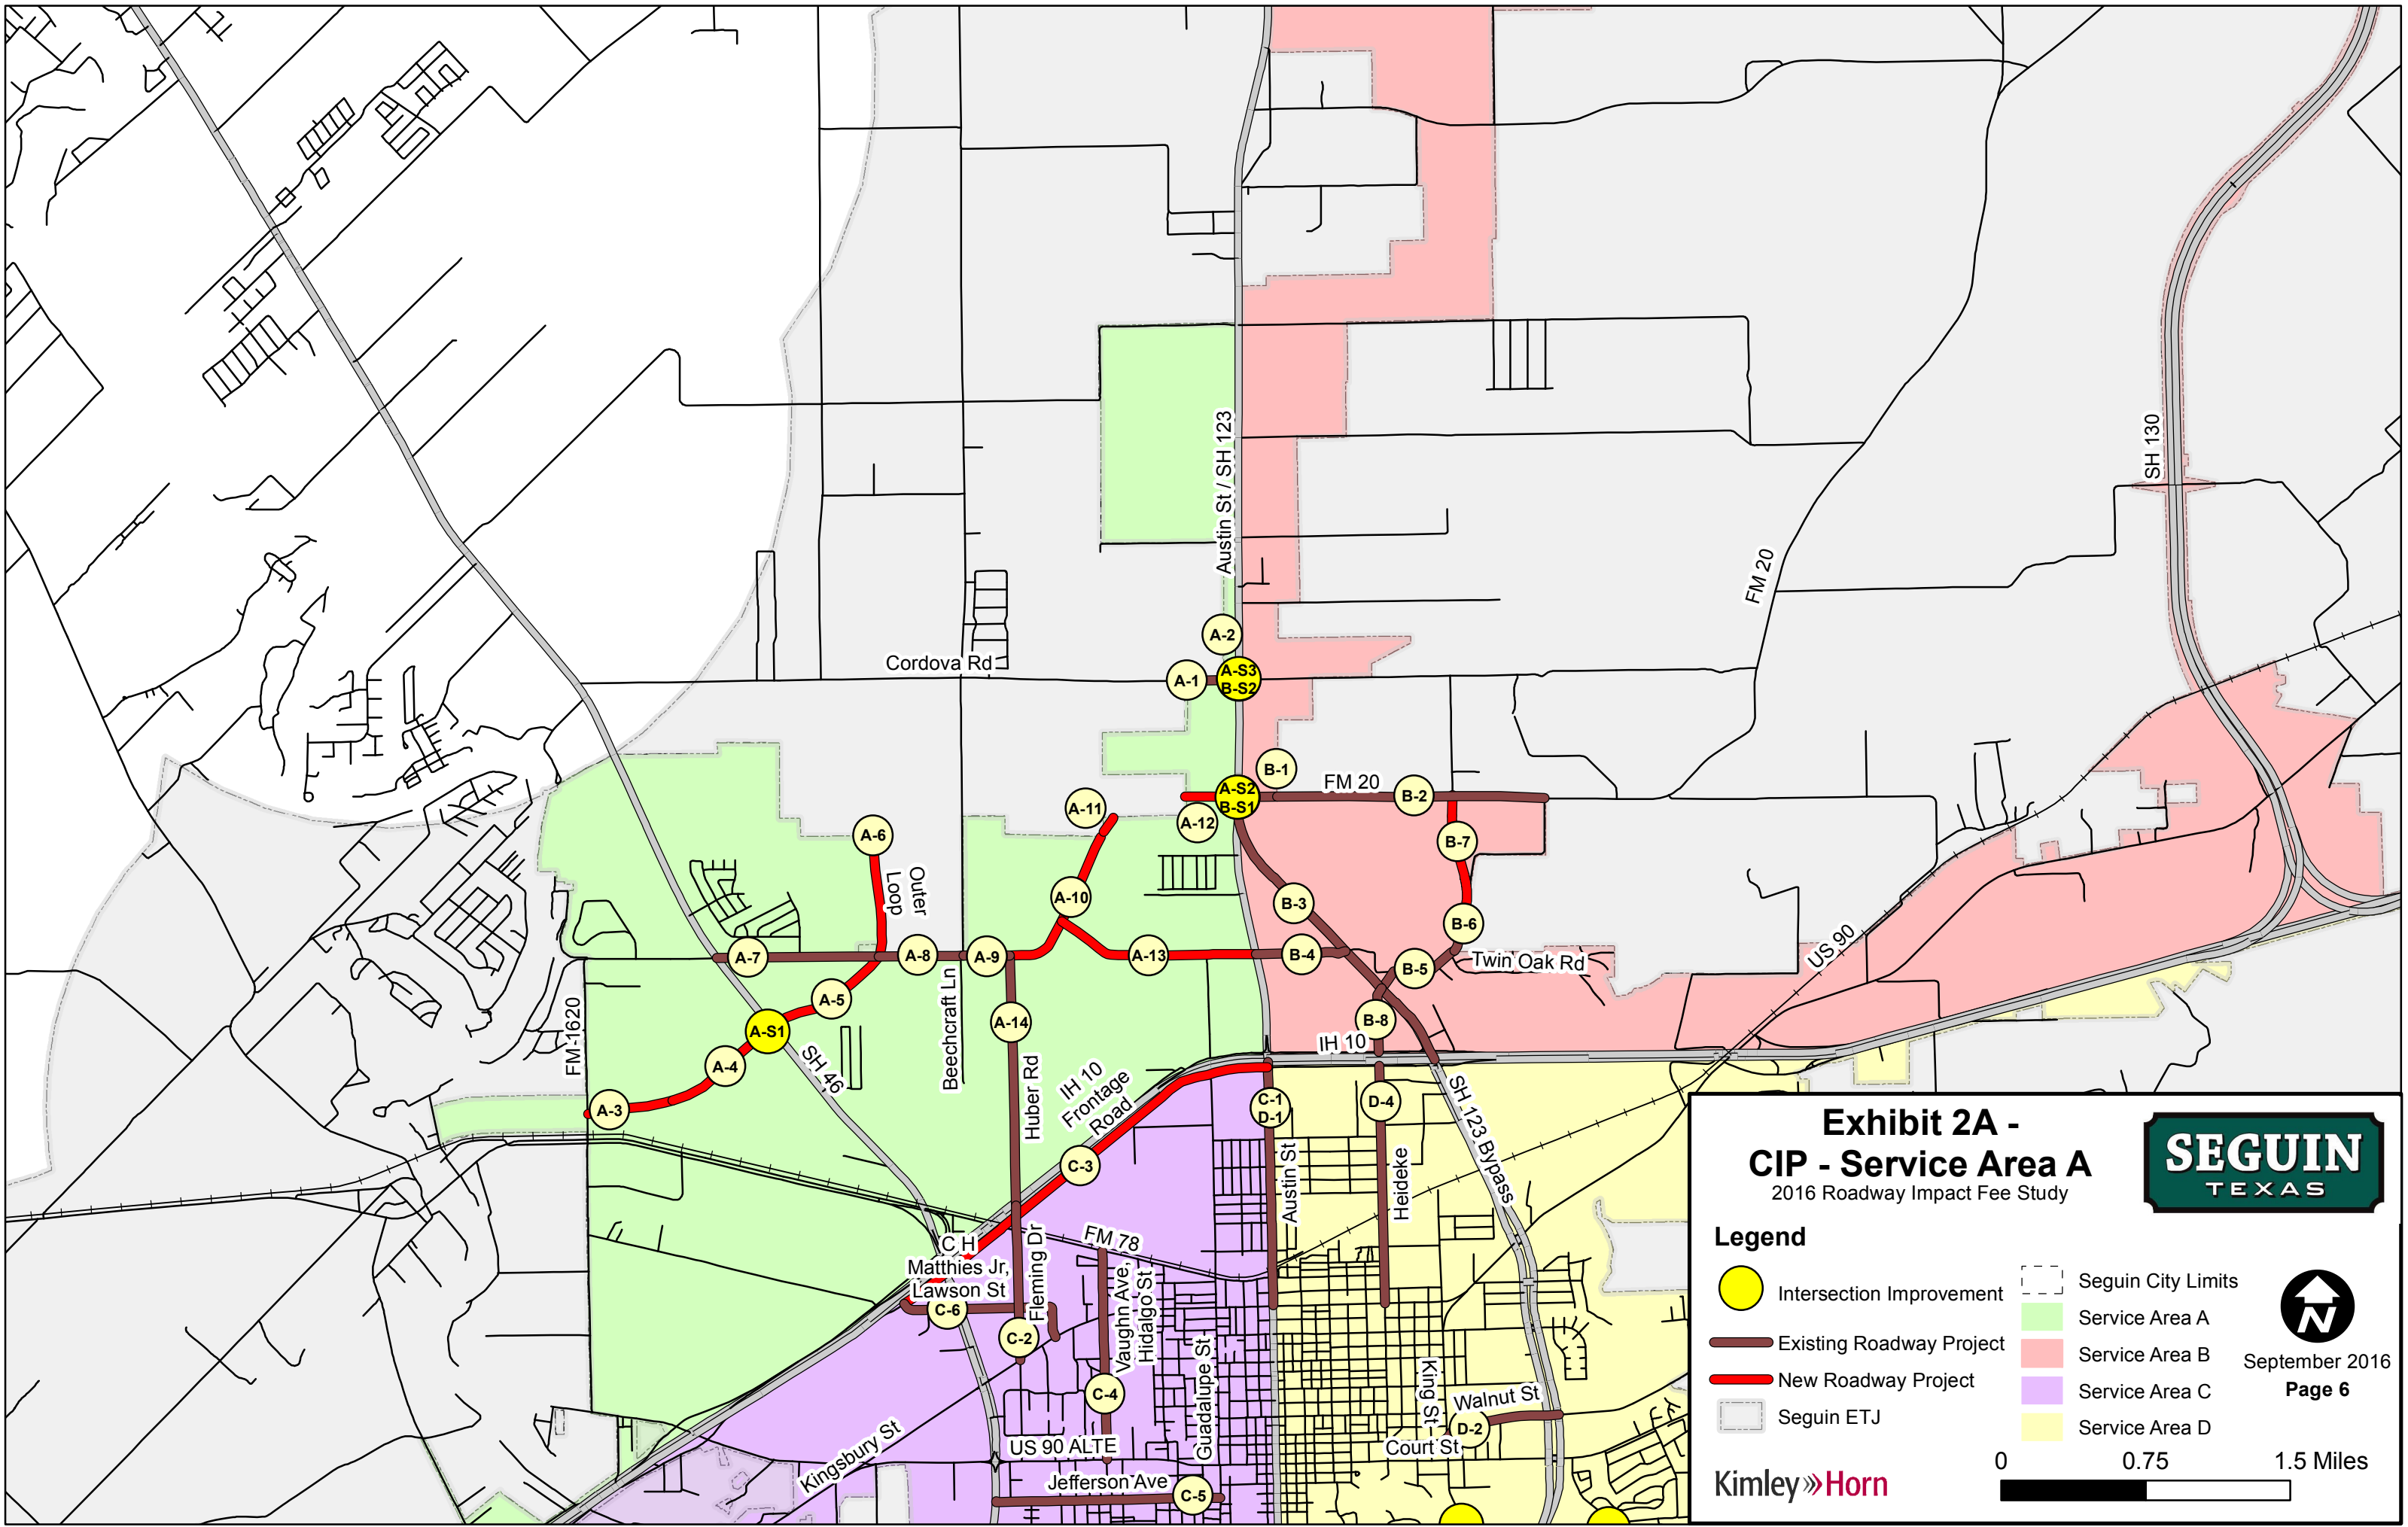 Austin St / SH 123
SH 130
FM 20
A-2
Cordova Rd
A-1
A-S3
B-S2
B-1
FM 20
B-2
A-S2
B-S1
A-11
A-12
A-6
B-7
Outer
Loop
A-10
B-3
B-6
A-7
A-8
A-9
A-13
B-4
B-5
Twin Oak Rd
US 90
A-5
Beechcraft Ln
A-14
B-8
A-S1
FM-1620
SH 46
IH 10
A-4
Huber Rd
IH 10
Frontage
Road
A-3
C-1
D-1
D-4
SH 123 Bypass
C-3
Austin St
Heideke
C H
Matthies Jr,
Lawson St
Fleming Dr
FM 78
C-6
C-2
Vaughn Ave,
Hidalgo St
Guadalupe St
C-4
King St
Walnut St
D-2
Court St
Kingsbury St
US 90 ALTE
Jefferson Ave
C-5
Exhibit 2A -
CIP - Service Area A
2016 Roadway Impact Fee Study
SEGUIN
TEXAS
Legend
Intersection Improvement
Existing Roadway Project
New Roadway Project
Seguin ETJ
Seguin City Limits
Service Area A
Service Area B
Service Area C
Service Area D
N
September 2016
Page 6
Kimley»Horn
0 0.75 1.5 Miles